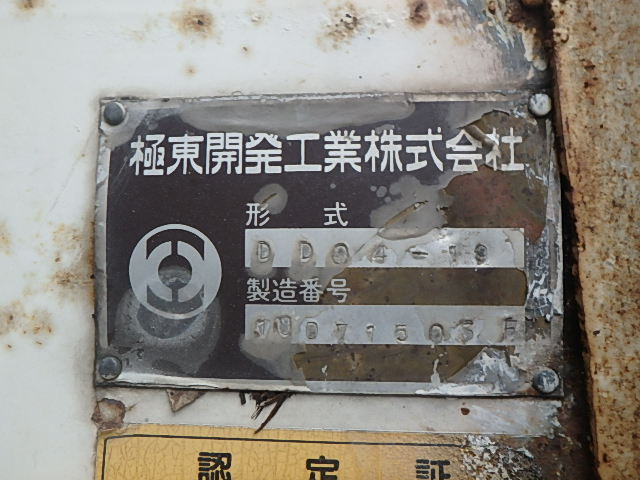 極東開発工業株式会社
形式
DD04-19
製造番号
認定証